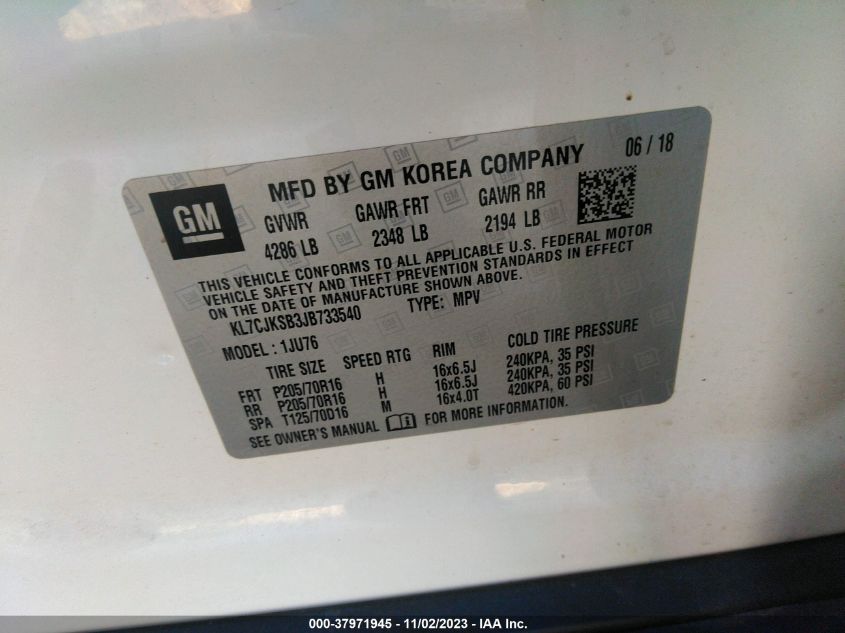 GM
MFD BY GM KOREA COMPANY 06 / 18
GVWR GAWR FRT GAWR RR
4286 LB 2348 LB 2194 LB
THIS VEHICLE CONFORMS TO ALL APPLICABLE U.S. FEDERAL MOTOR
VEHICLE SAFETY AND THEFT PREVENTION STANDARDS IN EFFECT
ON THE DATE OF MANUFACTURE SHOWN ABOVE.
KL7CJKSB3JB733540 TYPE: MPV
MODEL : 1JU76
TIRE SIZE SPEED RTG RIM COLD TIRE PRESSURE
FRT P205/70R16 H 16x6.5J 240KPA, 35 PSI
RR P205/70R16 H 16x6.5J 240KPA, 35 PSI
SPA T125/70D16 M 16x4.0T 420KPA, 60 PSI
SEE OWNER'S MANUAL FOR MORE INFORMATION.
000-37971945 - 11/02/2023 - IAA Inc.